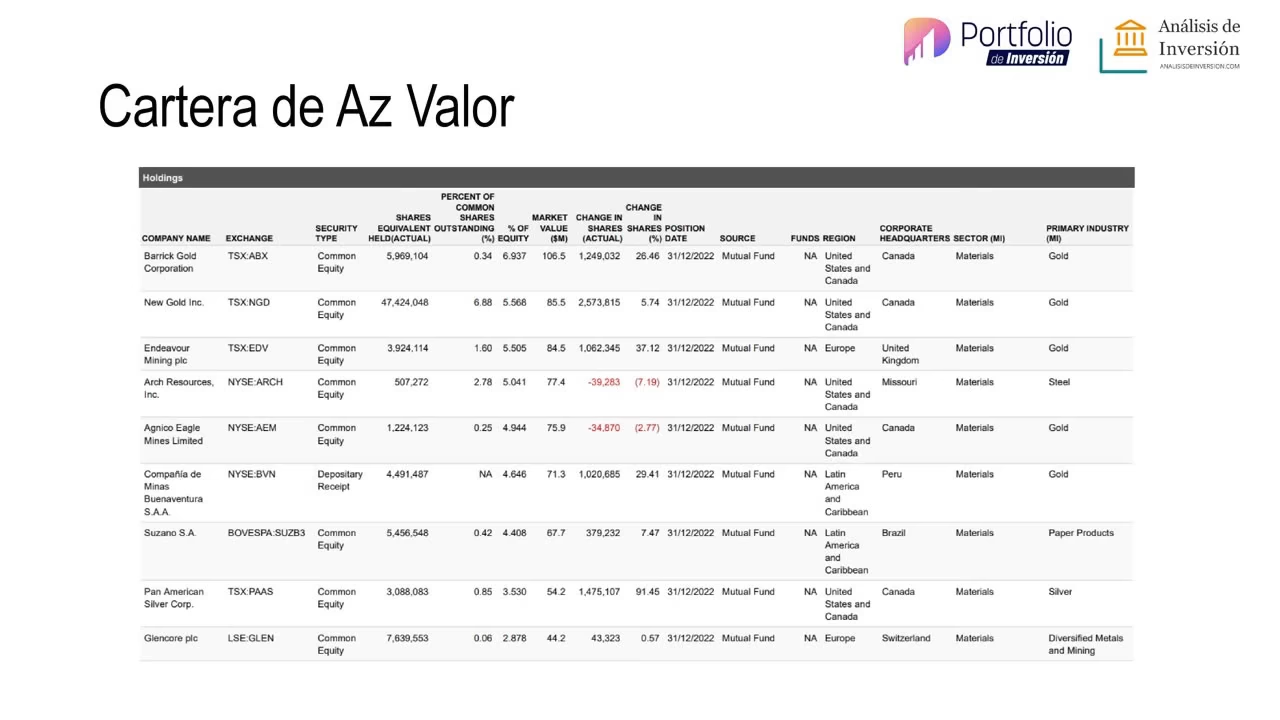 Portfolio
de Inversión
Análisis de
Inversión
ANALISISDEINVERSION.COM
Cartera de Az Valor
Holdings
COMPANY NAME EXCHANGE SECURITY TYPE SHARES EQUIVALENT HELD(ACTUAL) PERCENT OF COMMON SHARES OUTSTANDING (%) % OF EQUITY MARKET VALUE ($M) CHANGE IN SHARES (ACTUAL) CHANGE IN SHARES (%) POSITION DATE SOURCE FUNDS REGION CORPORATE HEADQUARTERS SECTOR (MI) PRIMARY INDUSTRY (MI)
Barrick Gold Corporation TSX:ABX Common Equity 5,969,104 0.34 6.937 106.5 1,249,032 26.46 31/12/2022 Mutual Fund NA United States and Canada Canada Materials Gold
New Gold Inc. TSX:NGD Common Equity 47,424,048 6.88 5.568 85.5 2,573,815 5.74 31/12/2022 Mutual Fund NA United States and Canada Canada Materials Gold
Endeavour Mining plc TSX:EDV Common Equity 3,924,114 1.60 5.505 84.5 1,062,345 37.12 31/12/2022 Mutual Fund NA Europe United Kingdom Materials Gold
Arch Resources, Inc. NYSE:ARCH Common Equity 507,272 2.78 5.041 77.4 -39,283 (7.19) 31/12/2022 Mutual Fund NA United States and Canada Missouri Materials Steel
Agnico Eagle Mines Limited NYSE:AEM Common Equity 1,224,123 0.25 4.944 75.9 -34,870 (2.77) 31/12/2022 Mutual Fund NA United States and Canada Canada Materials Gold
Compañía de Minas Buenaventura S.A.A. NYSE:BVN Depositary Receipt 4,491,487 NA 4.646 71.3 1,020,685 29.41 31/12/2022 Mutual Fund NA Latin America and Caribbean Peru Materials Gold
Suzano S.A. BOVESPA:SUZB3 Common Equity 5,456,548 0.42 4.408 67.7 379,232 7.47 31/12/2022 Mutual Fund NA Latin America and Caribbean Brazil Materials Paper Products
Pan American Silver Corp. TSX:PAAS Common Equity 3,088,083 0.85 3.530 54.2 1,475,107 91.45 31/12/2022 Mutual Fund NA United States and Canada Canada Materials Silver
Glencore plc LSE:GLEN Common Equity 7,639,553 0.06 2.878 44.2 43,323 0.57 31/12/2022 Mutual Fund NA Europe Switzerland Materials Diversified Metals and Mining